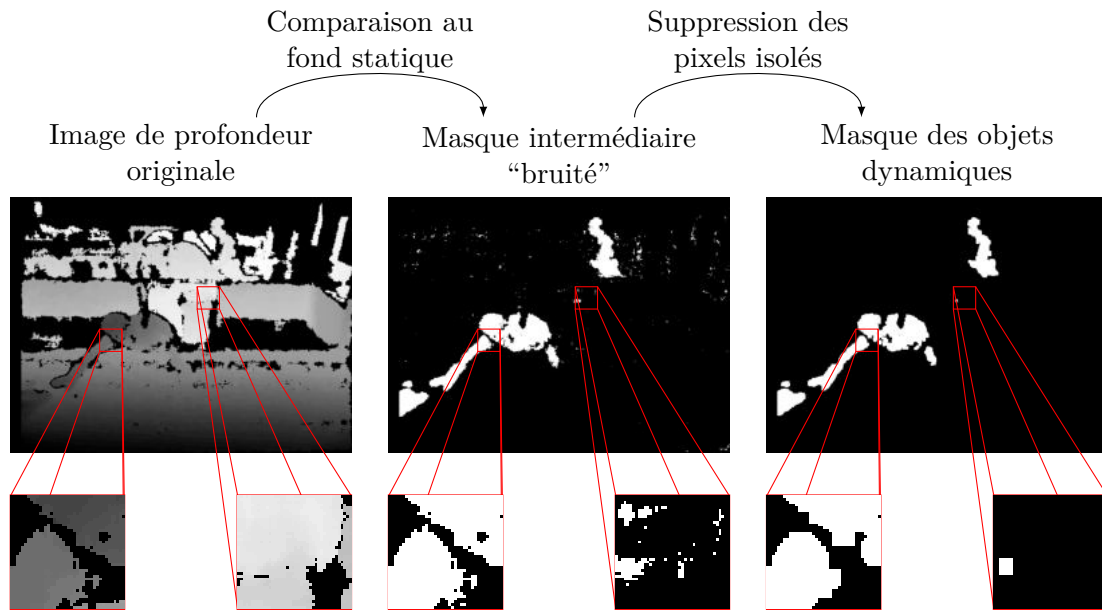 Comparaison au
fond statique
Suppression des
pixels isolés
Image de profondeur
originale
Masque intermédiaire
“bruité”
Masque des objets
dynamiques